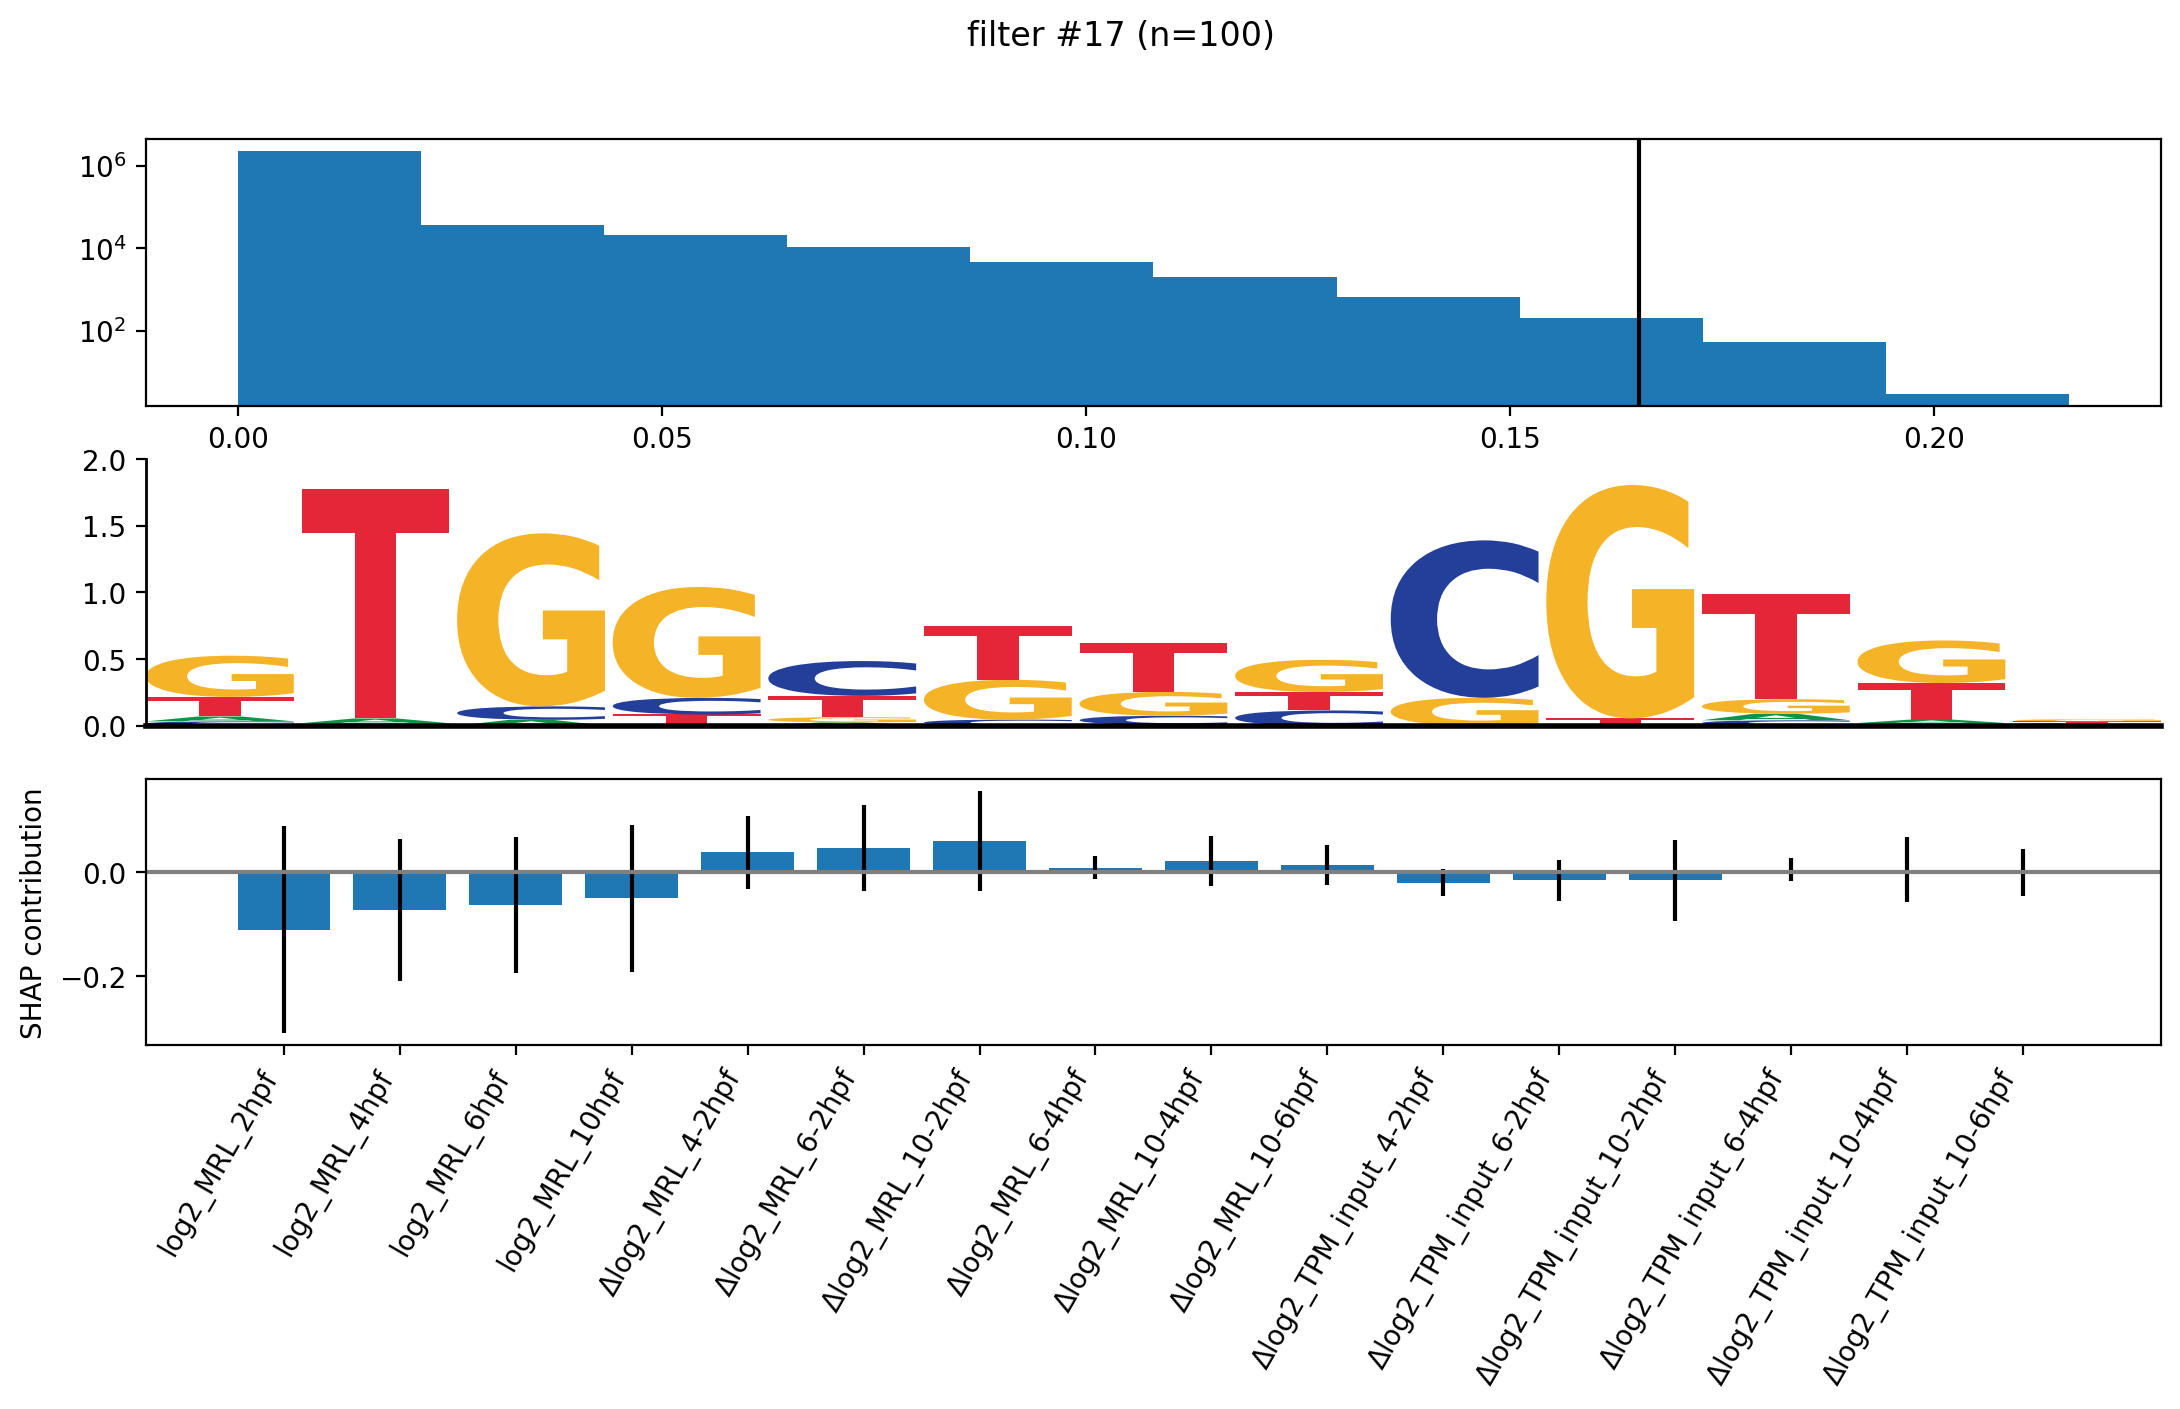 filter #17 (n=100)
10⁶
10⁴
10²
0.00 0.05 0.10 0.15 0.20
2.0
1.5
1.0
0.5
0.0
G T G G C T T G C G T G
SHAP contribution
0.0
−0.2
log2_MRL_2hpf
log2_MRL_4hpf
log2_MRL_6hpf
log2_MRL_10hpf
Δlog2_MRL_4-2hpf
Δlog2_MRL_6-2hpf
Δlog2_MRL_10-2hpf
Δlog2_MRL_6-4hpf
Δlog2_MRL_10-4hpf
Δlog2_MRL_10-6hpf
Δlog2_TPM_input_4-2hpf
Δlog2_TPM_input_6-2hpf
Δlog2_TPM_input_10-2hpf
Δlog2_TPM_input_6-4hpf
Δlog2_TPM_input_10-4hpf
Δlog2_TPM_input_10-6hpf